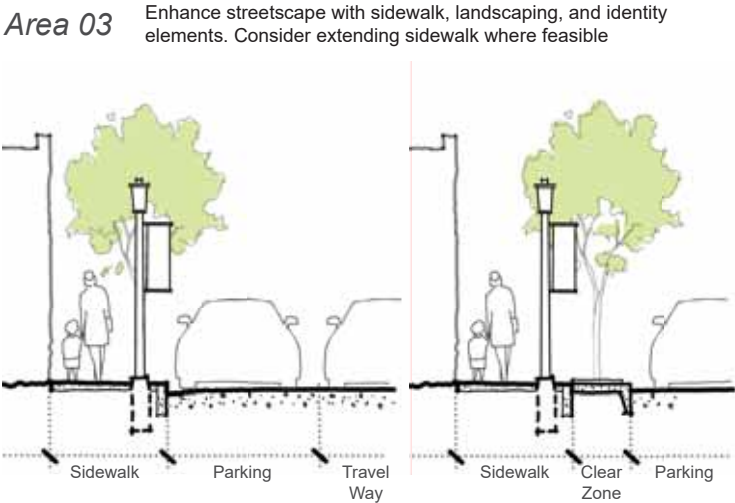 Area 03
Enhance streetscape with sidewalk, landscaping, and identity
elements. Consider extending sidewalk where feasible
Sidewalk
Parking
Travel
Way
Sidewalk
Clear
Zone
Parking